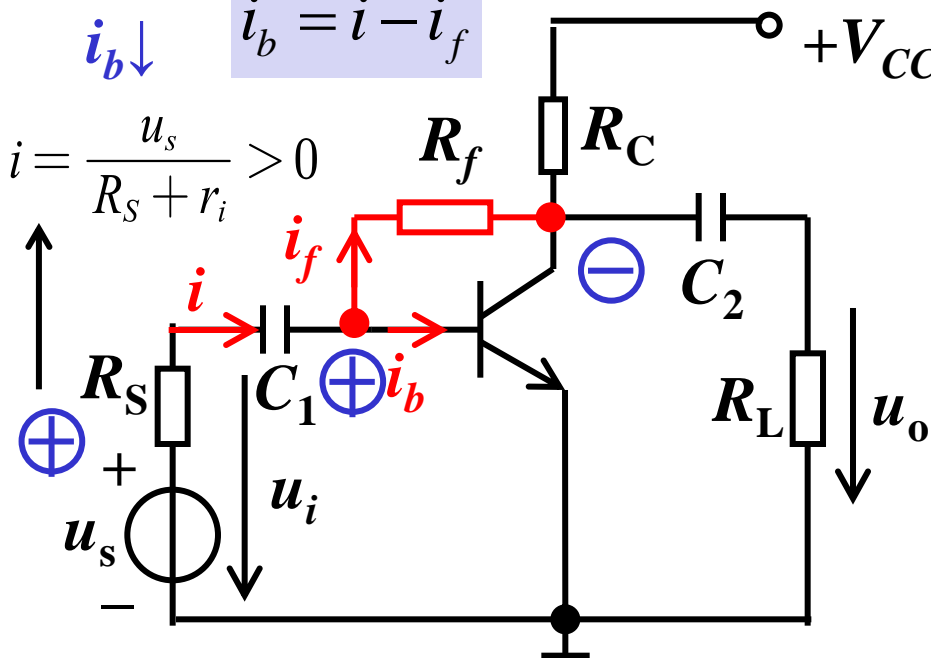 i_b = i − i_f
i_b↓
+V_CC
i = u_s / (R_S + r_i) > 0
R_f
R_C
i_f
−
i
C_2
R_S
C_1
+
i_b
R_L
u_o
+
+
u_i
u_s
−